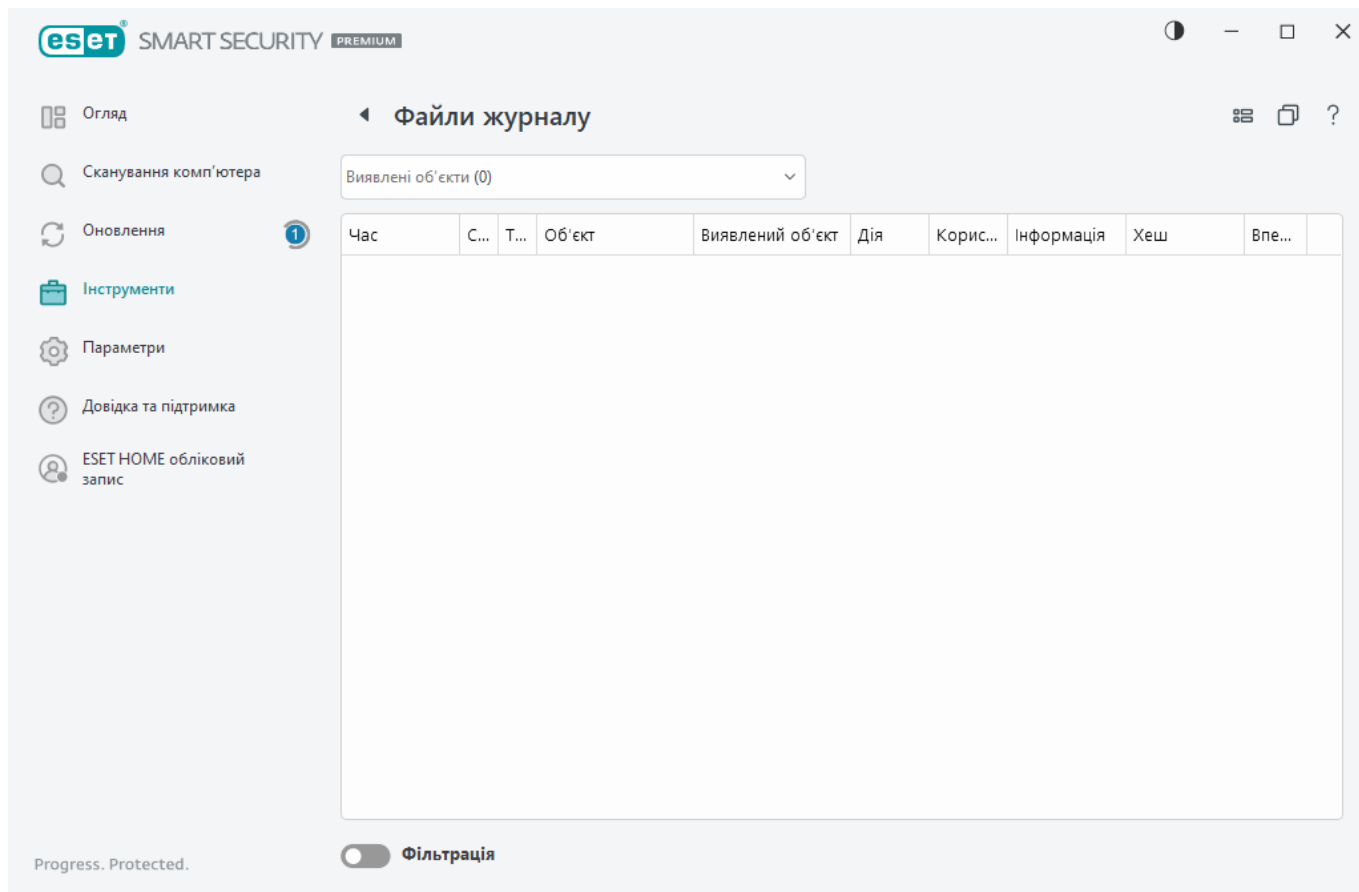 eset® SMART SECURITY PREMIUM
Огляд
Сканування комп'ютера
Оновлення 1
Інструменти
Параметри
Довідка та підтримка
ESET HOME обліковий
запис
Progress. Protected.
Файли журналу ?
Виявлені об'єкти (0)
Час С... Т... Об'єкт Виявлений об'єкт Дія Корис... Інформація Хеш Впе...
Фільтрація